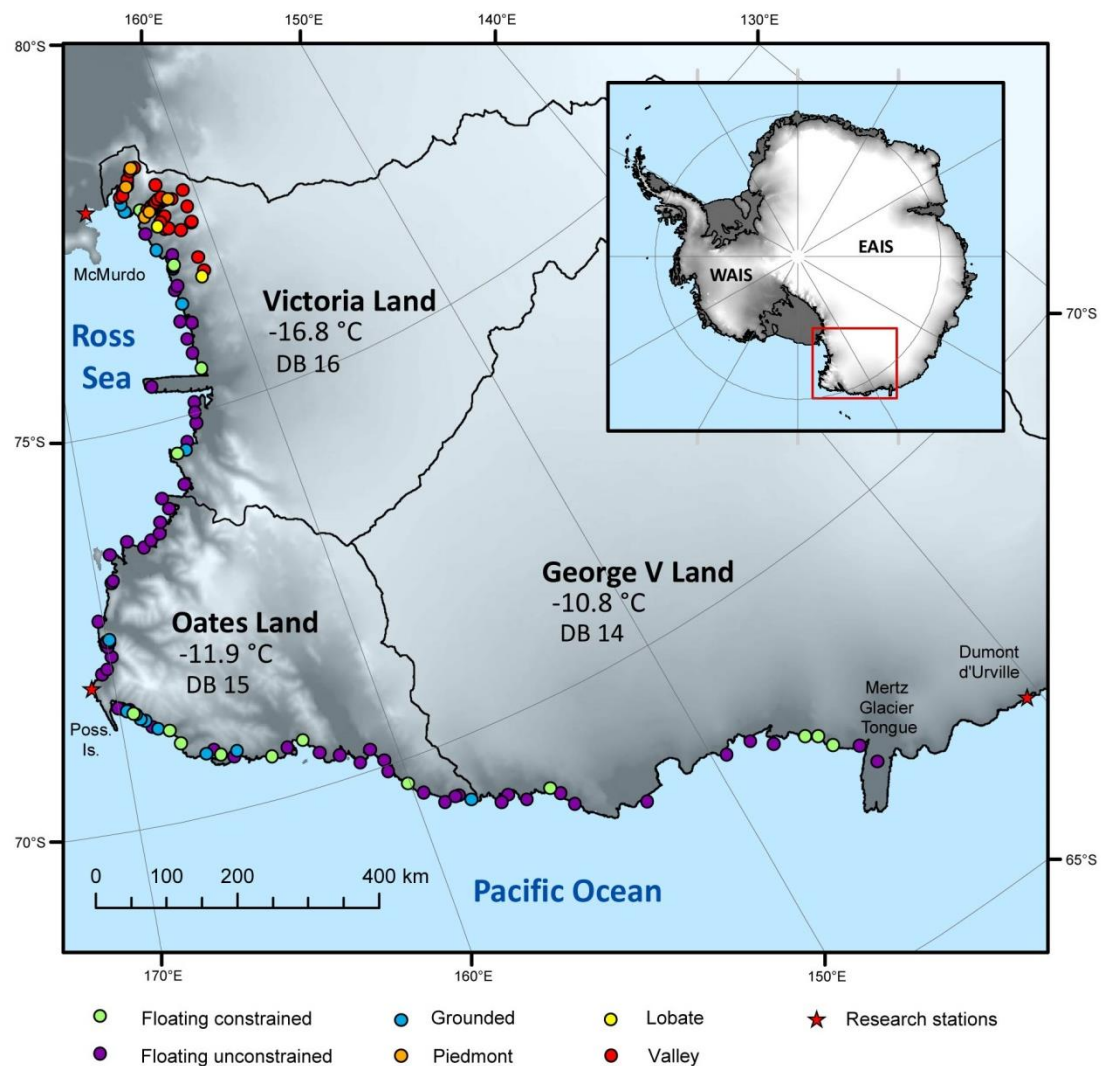 160°E
150°E
140°E
130°E
80°S
EAIS
WAIS
McMurdo
Victoria Land
-16.8 °C
DB 16
Ross
Sea
70°S
75°S
George V Land
-10.8 °C
DB 14
Oates Land
-11.9 °C
DB 15
Dumont
d'Urville
Mertz
Glacier
Tongue
Poss.
Is.
70°S
65°S
0 100 200 400 km
Pacific Ocean
170°E
160°E
150°E
Floating constrained
Grounded
Lobate
Research stations
Floating unconstrained
Piedmont
Valley